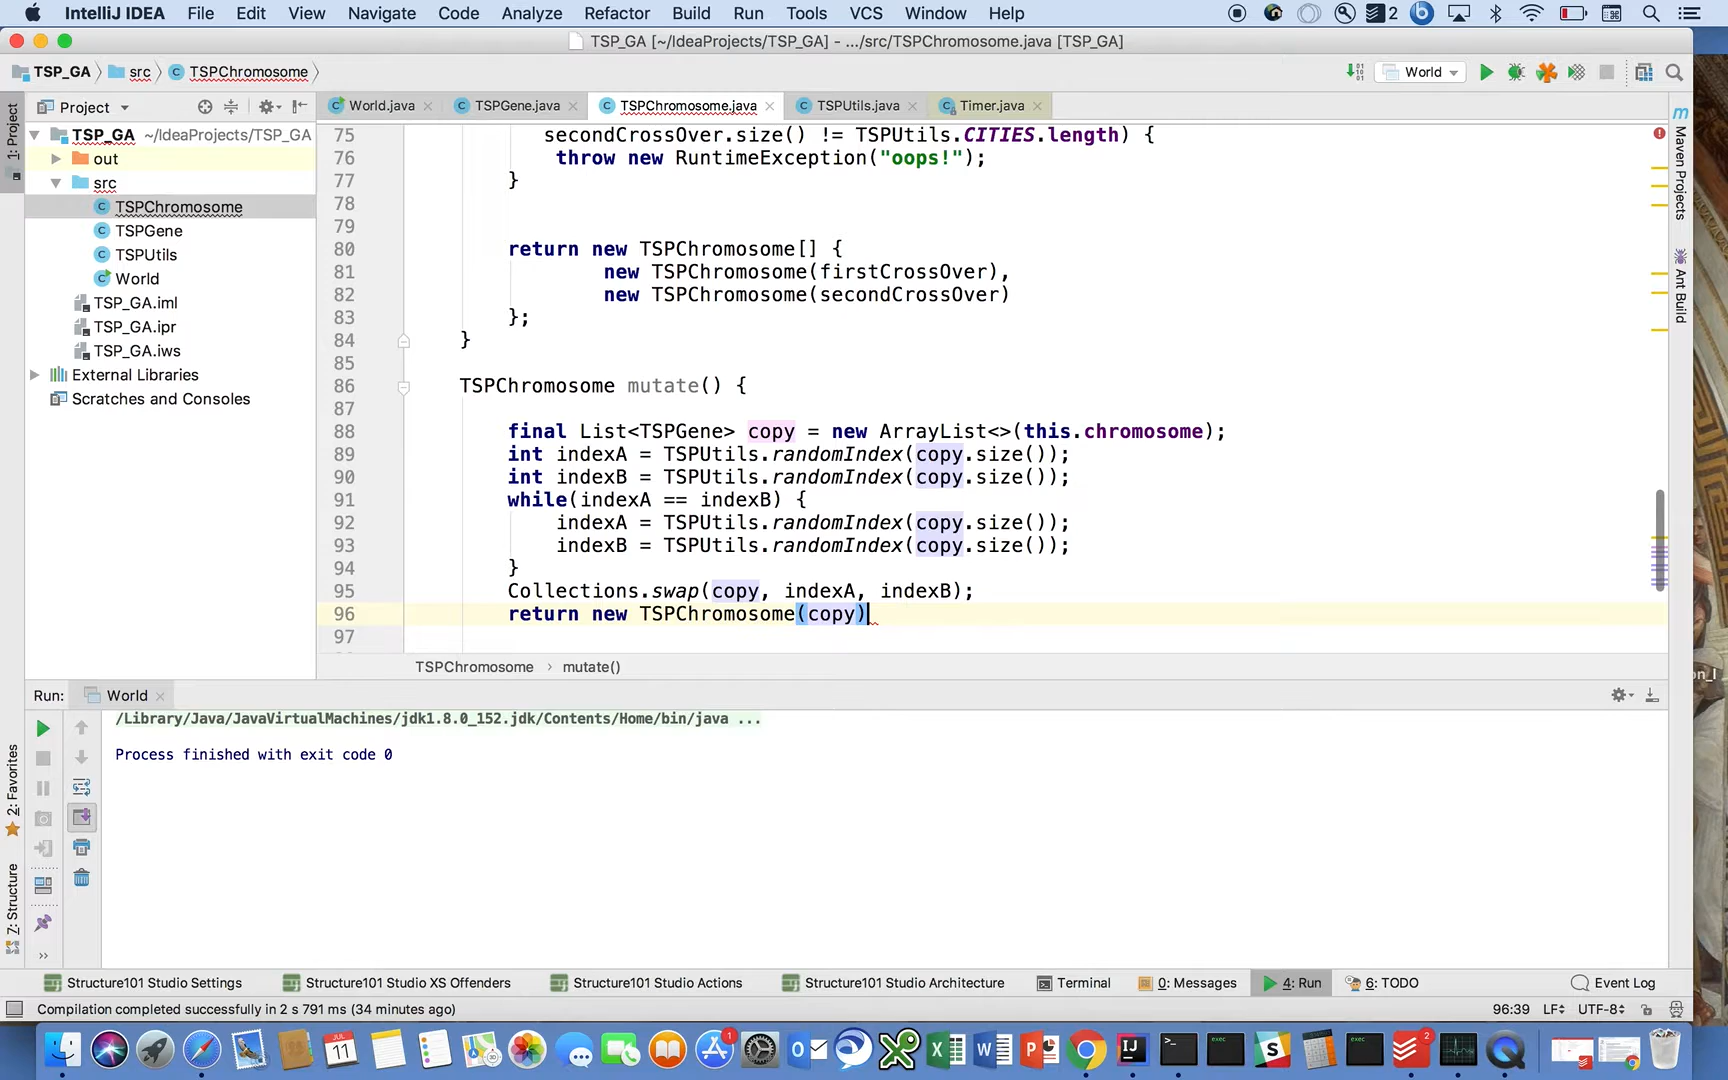 IntelliJ IDEA File Edit View Navigate Code Analyze Refactor Build Run Tools VCS Window Help 2
TSP_GA [~/IdeaProjects/TSP_GA] - .../src/TSPChromosome.java [TSP_GA]
TSP_GA src TSPChromosome World
Project World.java TSPGene.java TSPChromosome.java TSPUtils.java Timer.java
1: Project
TSP_GA ~/IdeaProjects/TSP_GA
out
src
TSPChromosome
TSPGene
TSPUtils
World
TSP_GA.iml
TSP_GA.ipr
TSP_GA.iws
External Libraries
Scratches and Consoles
75 secondCrossOver.size() != TSPUtils.CITIES.length) {
76 throw new RuntimeException("oops!");
77 }
78
79
80 return new TSPChromosome[] {
81 new TSPChromosome(firstCrossOver),
82 new TSPChromosome(secondCrossOver)
83 };
84 }
85
86 TSPChromosome mutate() {
87
88 final List<TSPGene> copy = new ArrayList<>(this.chromosome);
89 int indexA = TSPUtils.randomIndex(copy.size());
90 int indexB = TSPUtils.randomIndex(copy.size());
91 while(indexA == indexB) {
92 indexA = TSPUtils.randomIndex(copy.size());
93 indexB = TSPUtils.randomIndex(copy.size());
94 }
95 Collections.swap(copy, indexA, indexB);
96 return new TSPChromosome(copy)
97
TSPChromosome › mutate()
Maven Projects
Ant Build
Run: World
/Library/Java/JavaVirtualMachines/jdk1.8.0_152.jdk/Contents/Home/bin/java ...
Process finished with exit code 0
2: Favorites
Z: Structure
Structure101 Studio Settings Structure101 Studio XS Offenders Structure101 Studio Actions Structure101 Studio Architecture Terminal 0: Messages 4: Run 6: TODO Event Log
Compilation completed successfully in 2 s 791 ms (34 minutes ago) 96:39 LF UTF-8
JUL
11
1
2